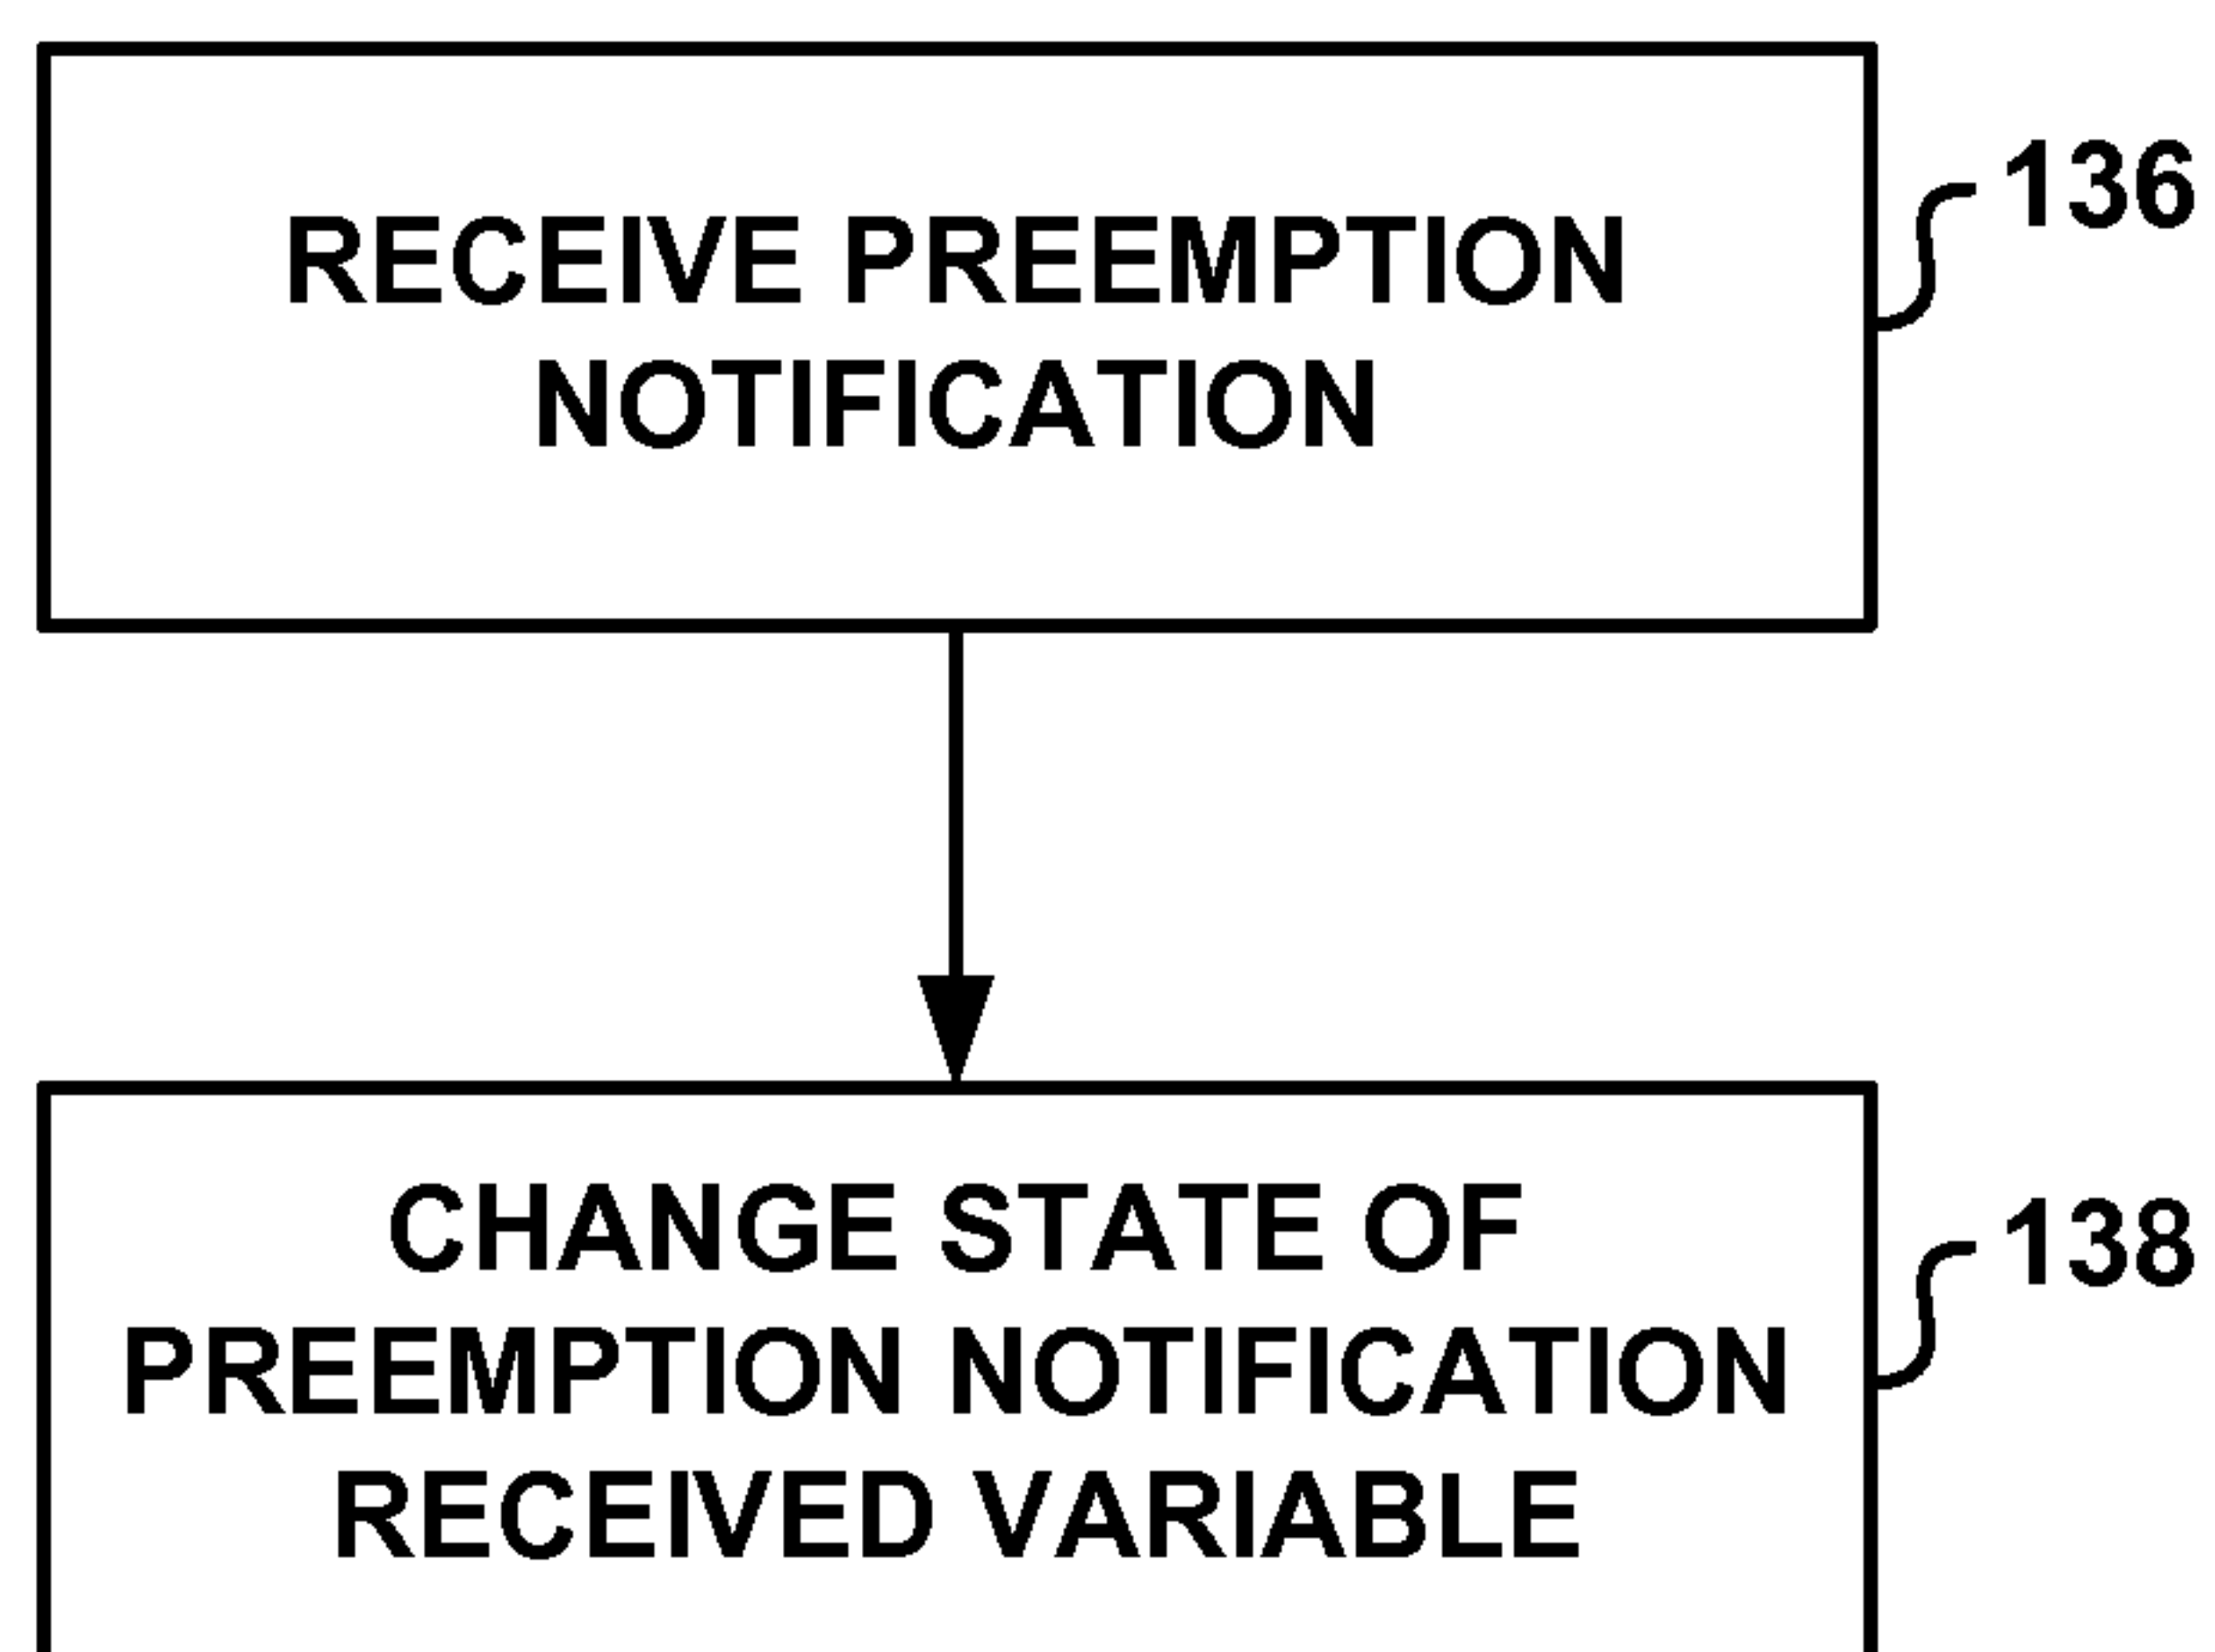 RECEIVE PREEMPTION
NOTIFICATION
136
CHANGE STATE OF
PREEMPTION NOTIFICATION
RECEIVED VARIABLE
138